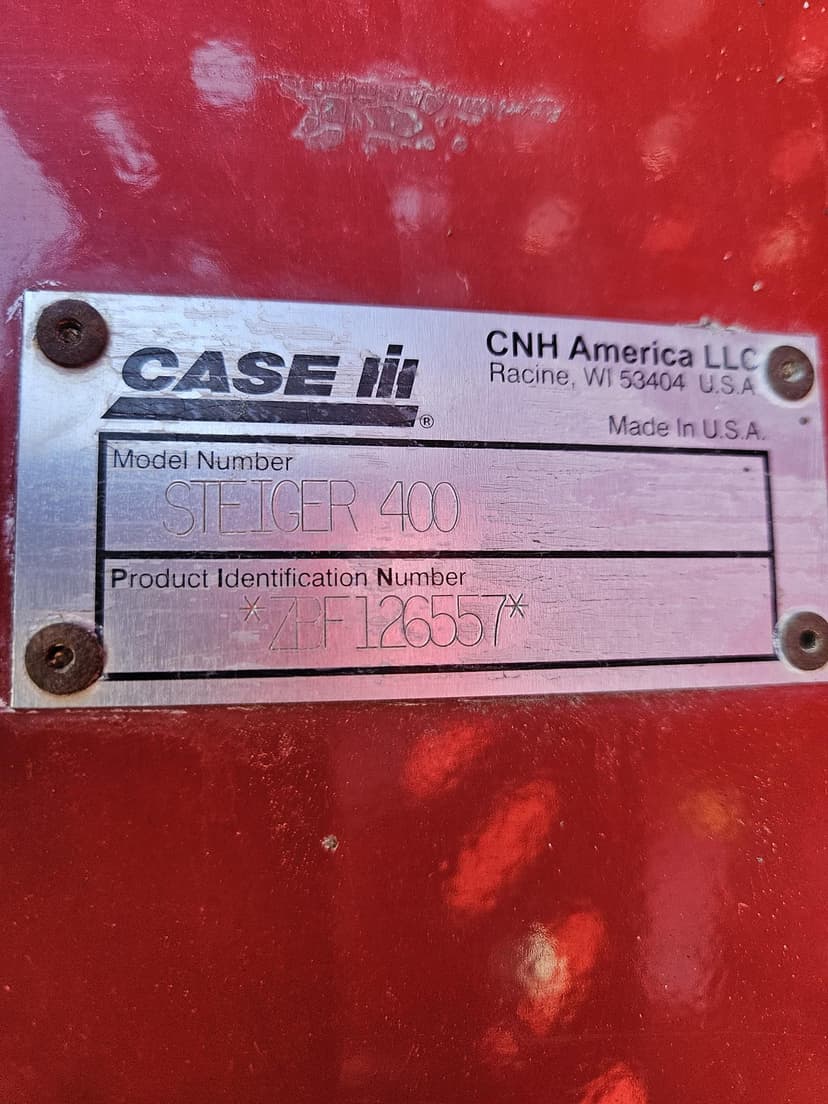 CASE IH
®
CNH America LLC
Racine, WI 53404 U.S.A.
Made In U.S.A.
Model Number
STEIGER 400
Product Identification Number
*ZBF126557*